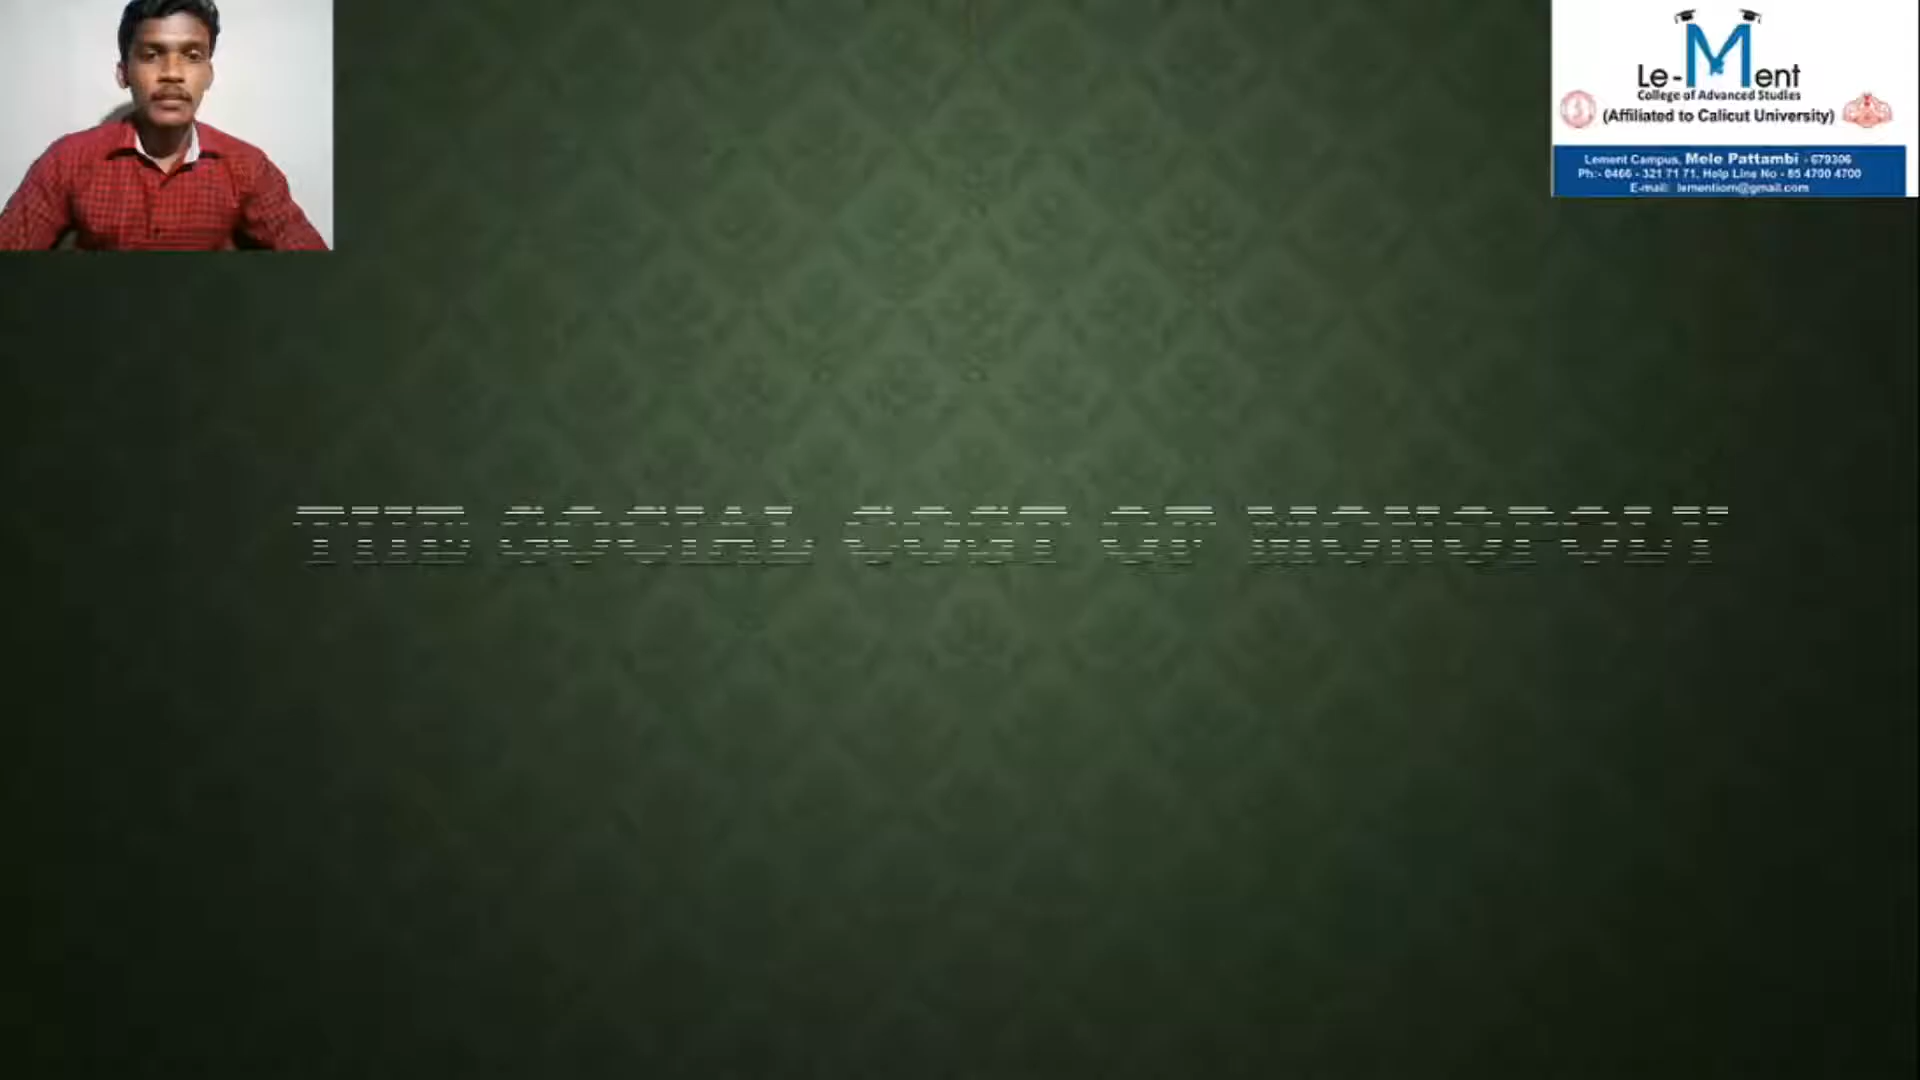 Le-Ment
College of Advanced Studies
(Affiliated to Calicut University)
Lement Campus, Mele Pattambi - 679306
Ph:- 0466 - 321 71 71, Help Line No - 85 4700 4700
E-mail: lementiom@gmail.com
THE SOCIAL COST OF MONOPOLY